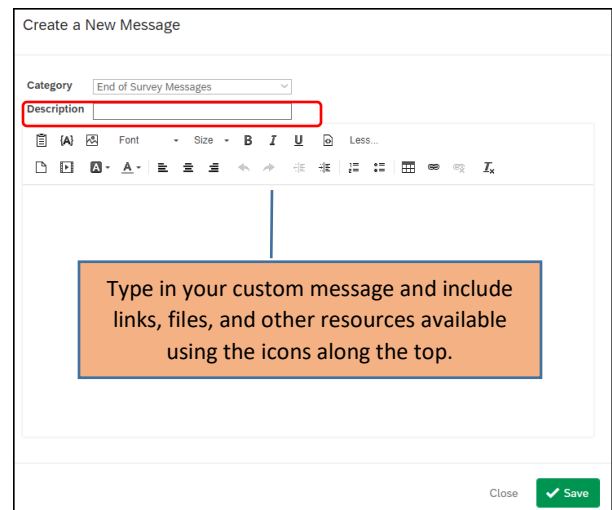 Create a New Message
Category End of Survey Messages
Description
{A} Font Size B I U Less...
A A Ix
Type in your custom message and include
links, files, and other resources available
using the icons along the top.
Close Save